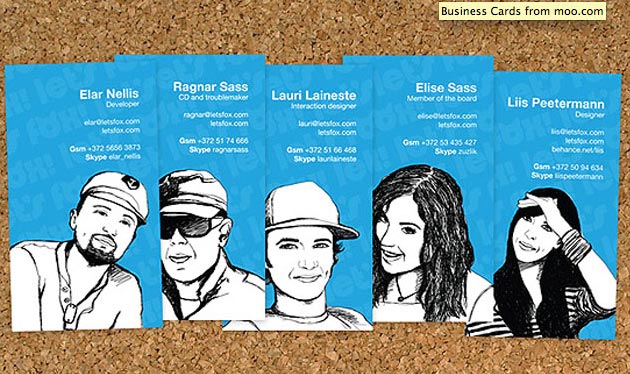 Business Cards from moo.com
Elar Nellis
Developer
elar@letsfox.com
letsfox.com
Gsm +372 5656 3873
Skype elar_nellis
Ragnar Sass
CD and troublemaker
ragnar@letsfox.com
letsfox.com
Gsm +372 51 74 666
Skype ragnarsass
Lauri Laineste
Interaction designer
lauri@letsfox.com
letsfox.com
Gsm +372 51 66 468
Skype laurilaineste
Elise Sass
Member of the board
elise@letsfox.com
letsfox.com
Gsm +372 53 435 427
Skype zuzlik
Liis Peetermann
Designer
liis@letsfox.com
letsfox.com
behance.net/liis
Gsm +372 50 94 634
Skype liispeetermann